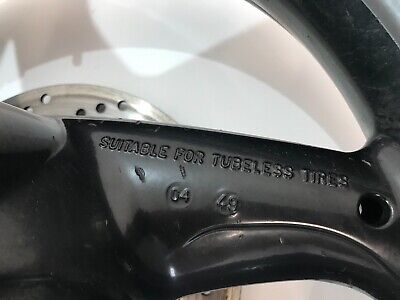 SUITABLE FOR TUBELESS TIRES
04 49